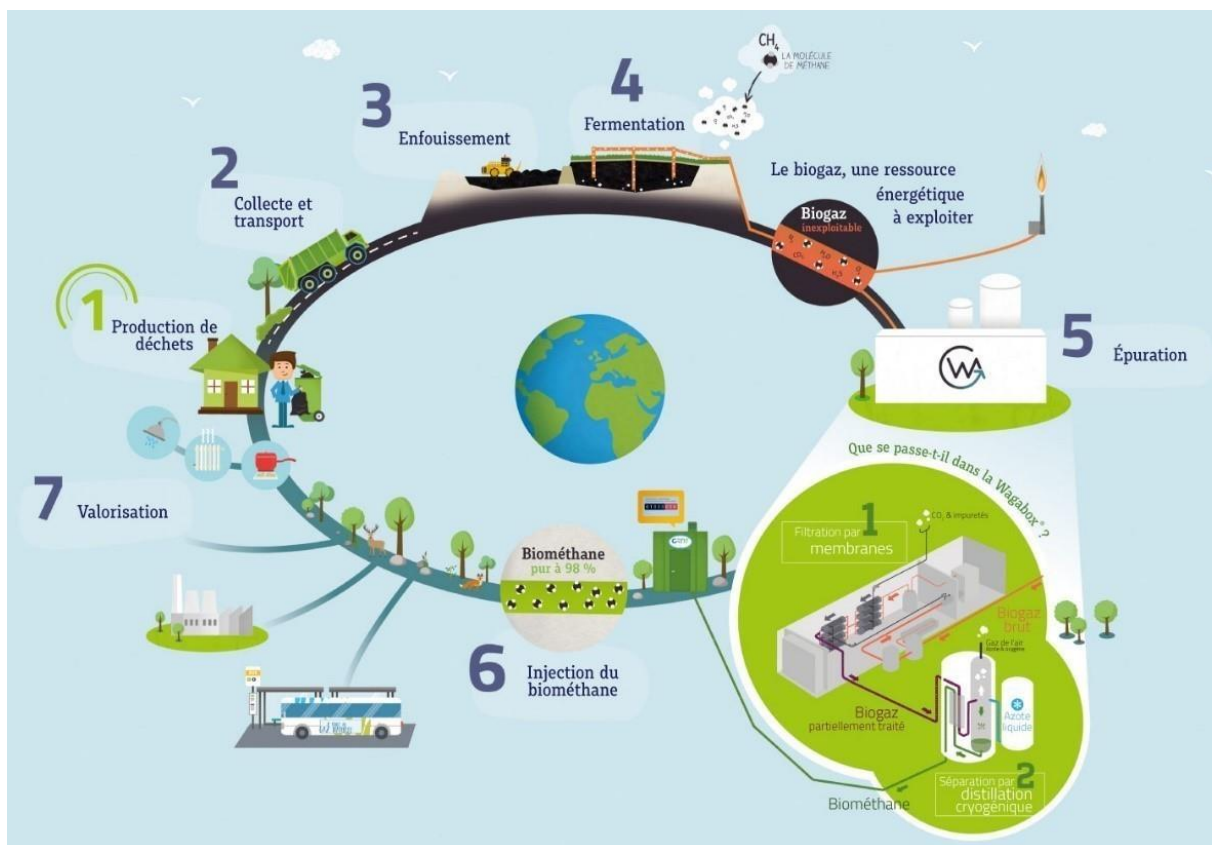 1
Production de
déchets
2
Collecte et
transport
3
Enfouissement
4
Fermentation
CH4
LA MOLÉCULE
DE MÉTHANE
Le biogaz, une ressource
énergétique
à exploiter
Biogaz
inexploitable
WAGA
5
Épuration
Que se passe-t-il dans la Wagabox® ?
1
Filtration par
membranes
CO2 & impuretés
Biogaz
brut
Gaz de l'air
Azote & oxygène
Azote
liquide
Biogaz
partiellement traité
2
Séparation par
distillation
cryogénique
Biométhane
6
Injection du
biométhane
Biométhane
pur à 98 %
7
Valorisation